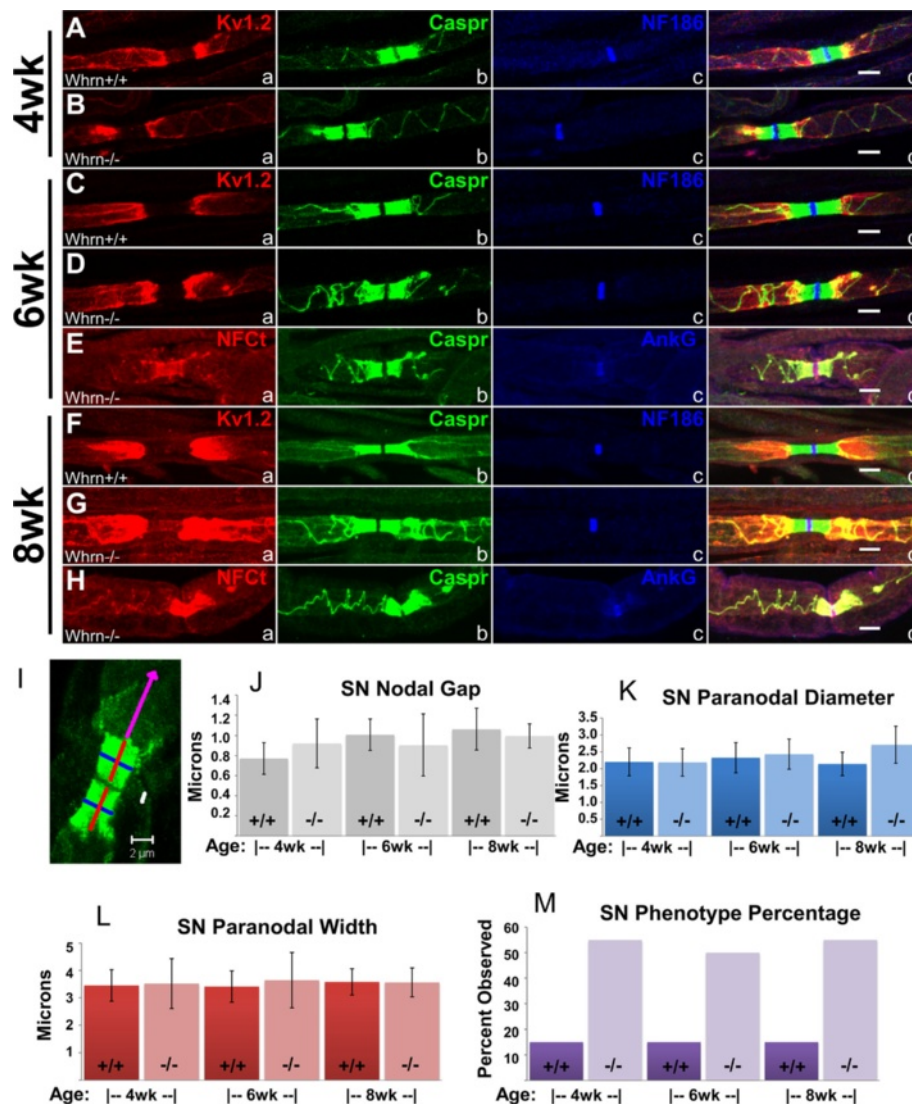 4wk
A Kv1.2 Caspr NF186
Whrn+/+ a b c d
B
Whrn-/- a b c d
6wk
C Kv1.2 Caspr NF186
Whrn+/+ a b c d
D
Whrn-/- a b c d
E NFCt Caspr AnkG
Whrn-/- a b c d
8wk
F Kv1.2 Caspr NF186
Whrn+/+ a b c d
G
Whrn-/- a b c d
H NFCt Caspr AnkG
Whrn-/- a b c d
I
2 µm
J SN Nodal Gap
Microns
1.4
1.2
1.0
0.8
0.6
0.4
0.2
+/+ -/- +/+ -/- +/+ -/-
Age: |-- 4wk --| |-- 6wk --| |-- 8wk --|
K SN Paranodal Diameter
Microns
3.5
3.0
2.5
2.0
1.5
1.0
.5
+/+ -/- +/+ -/- +/+ -/-
Age: |-- 4wk --| |-- 6wk --| |-- 8wk --|
L SN Paranodal Width
Microns
5
4
3
2
1
+/+ -/- +/+ -/- +/+ -/-
Age: |-- 4wk --| |-- 6wk --| |-- 8wk --|
M SN Phenotype Percentage
Percent Observed
60
50
40
30
20
10
+/+ -/- +/+ -/- +/+ -/-
Age: |-- 4wk --| |-- 6wk --| |-- 8wk --|